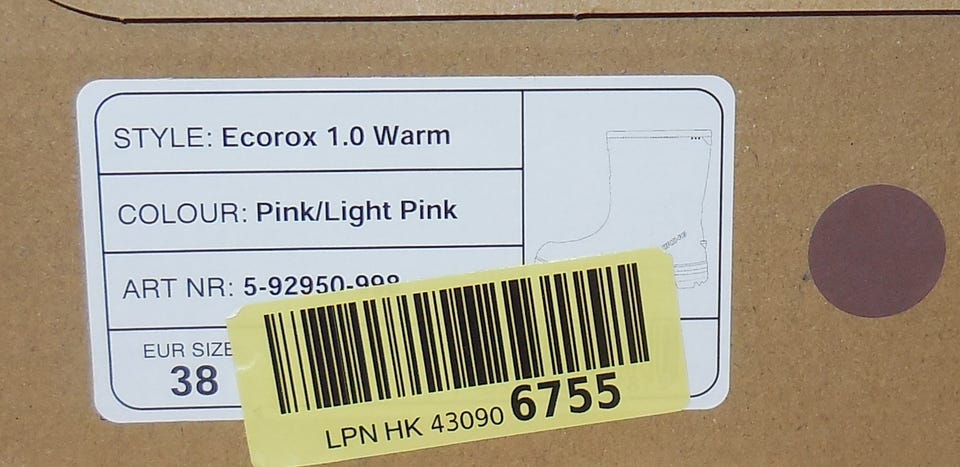 STYLE: Ecorox 1.0 Warm
COLOUR: Pink/Light Pink
ART NR: 5-92950-998
EUR SIZE
38
LPN HK 43090 6755